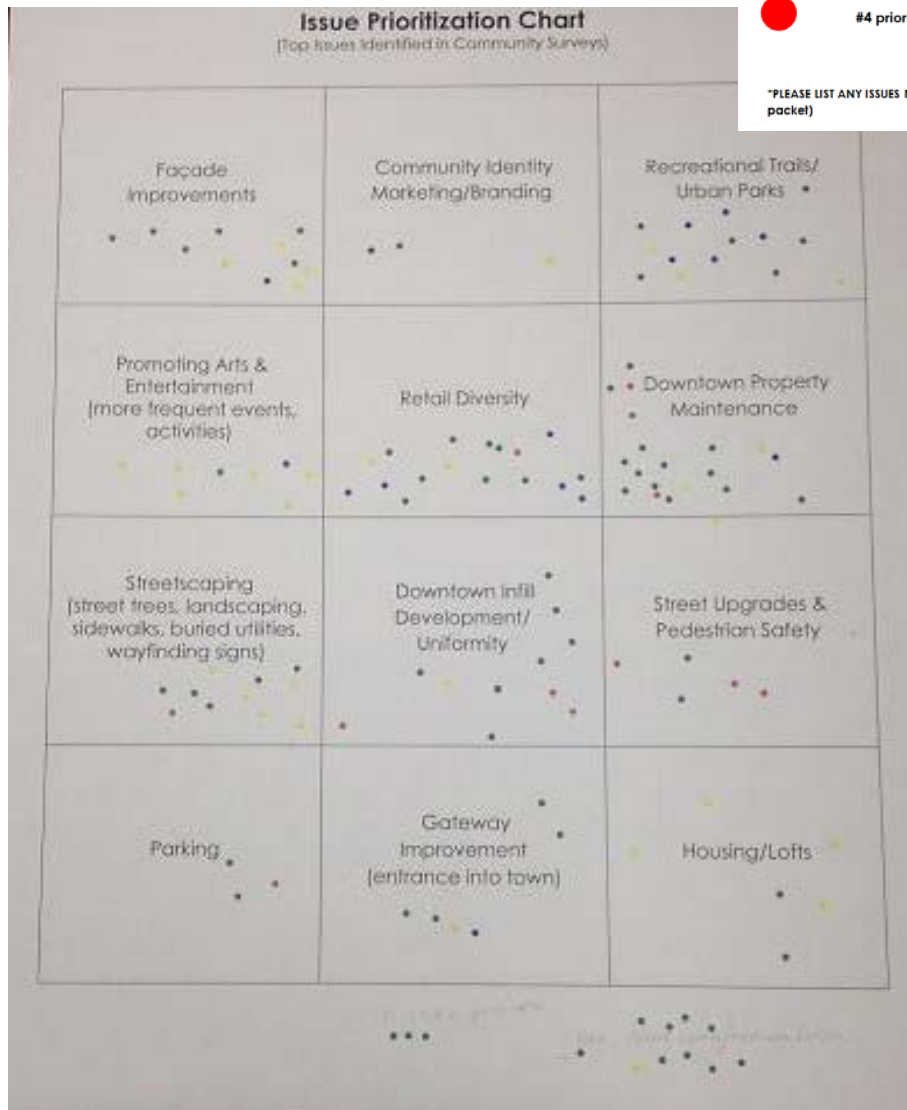 Issue Prioritization Chart
(Top Issues Identified in Community Surveys)
#4 prior
*PLEASE LIST ANY ISSUES
packet)
Façade
Improvements
Community Identity
Marketing/Branding
Recreational Trails/
Urban Parks
Promoting Arts &
Entertainment
(more frequent events,
activities)
Retail Diversity
Downtown Property
Maintenance
Streetscaping
(street trees, landscaping,
sidewalks, buried utilities,
wayfinding signs)
Downtown Infill
Development/
Uniformity
Street Upgrades &
Pedestrian Safety
Parking
Gateway
Improvement
(entrance into town)
Housing/Lofts